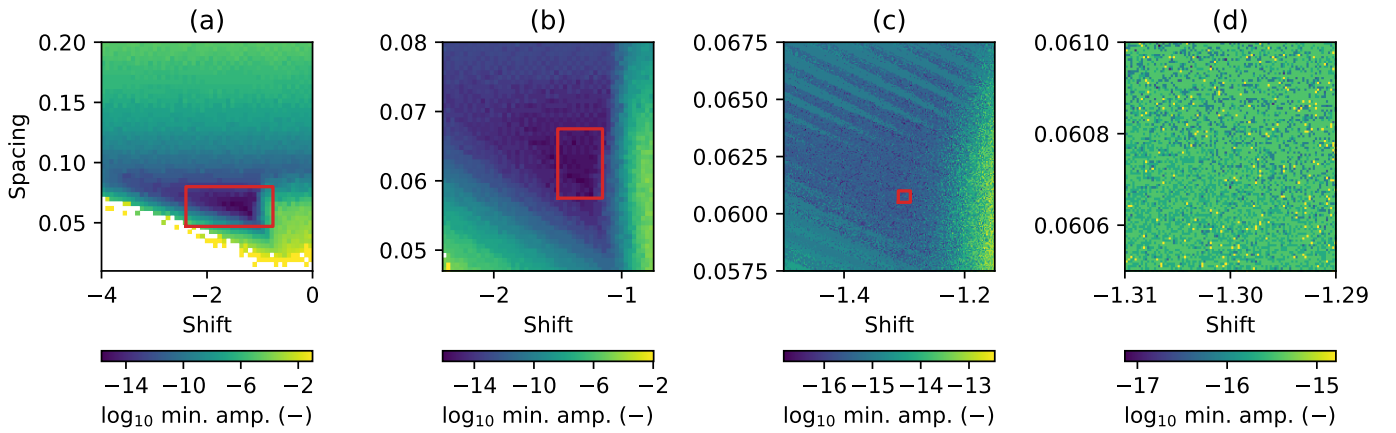 (a) (b) (c) (d)
0.20 0.08 0.0675 0.0610
0.15 0.07 0.0650 0.0608
0.10 0.06 0.0625 0.0606
0.05 0.05 0.0600
0.0575
Spacing
−4 −2 0 −2 −1 −1.4 −1.2 −1.31 −1.30 −1.29
Shift Shift Shift Shift
−14 −10 −6 −2 −14 −10 −6 −2 −16 −15 −14 −13 −17 −16 −15
log₁₀ min. amp. (−) log₁₀ min. amp. (−) log₁₀ min. amp. (−) log₁₀ min. amp. (−)